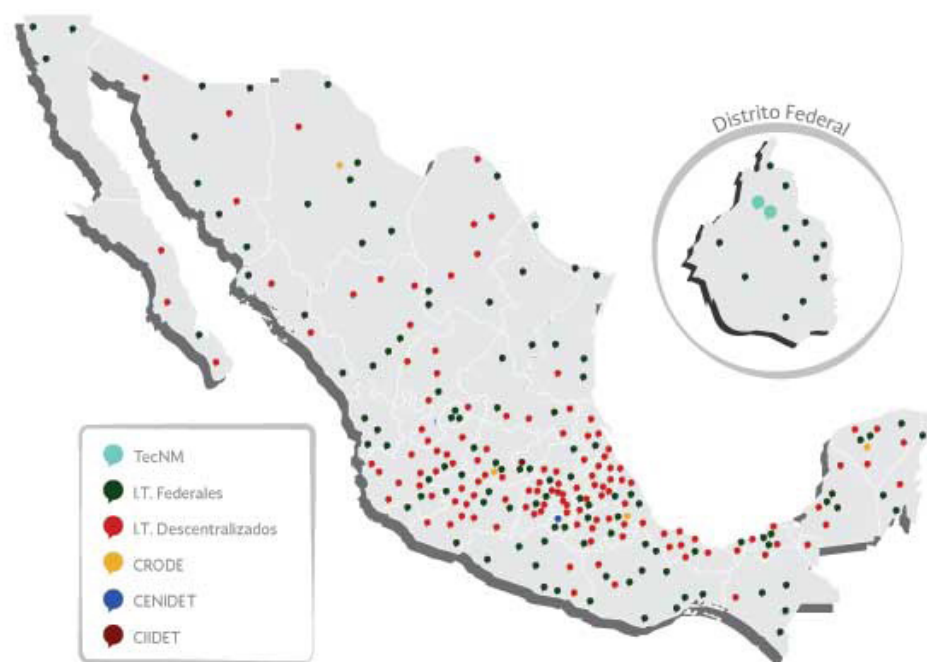 Distrito Federal
TecNM
I.T. Federales
I.T. Descentralizados
CRODE
CENIDET
CIIDET